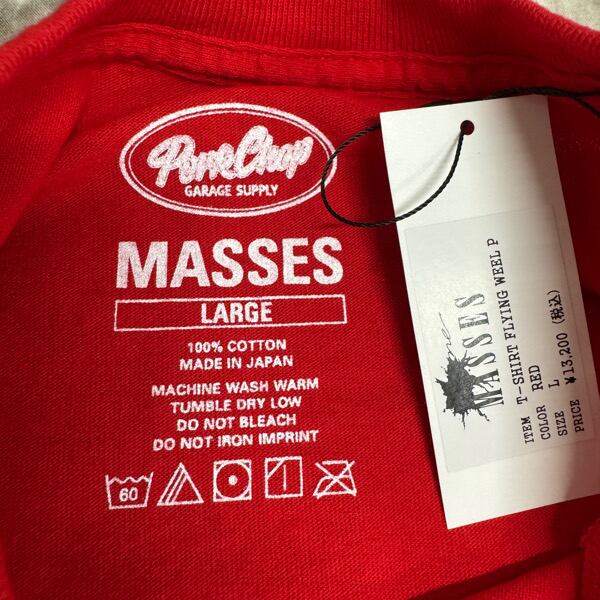 PorkChop
GARAGE SUPPLY
MASSES
LARGE
100% COTTON
MADE IN JAPAN
MACHINE WASH WARM
TUMBLE DRY LOW
DO NOT BLEACH
DO NOT IRON IMPRINT
60
MASSES
ITEM T-SHIRT FLYING WEEL P
COLOR RED
SIZE L
PRICE ¥13,200 (税込)